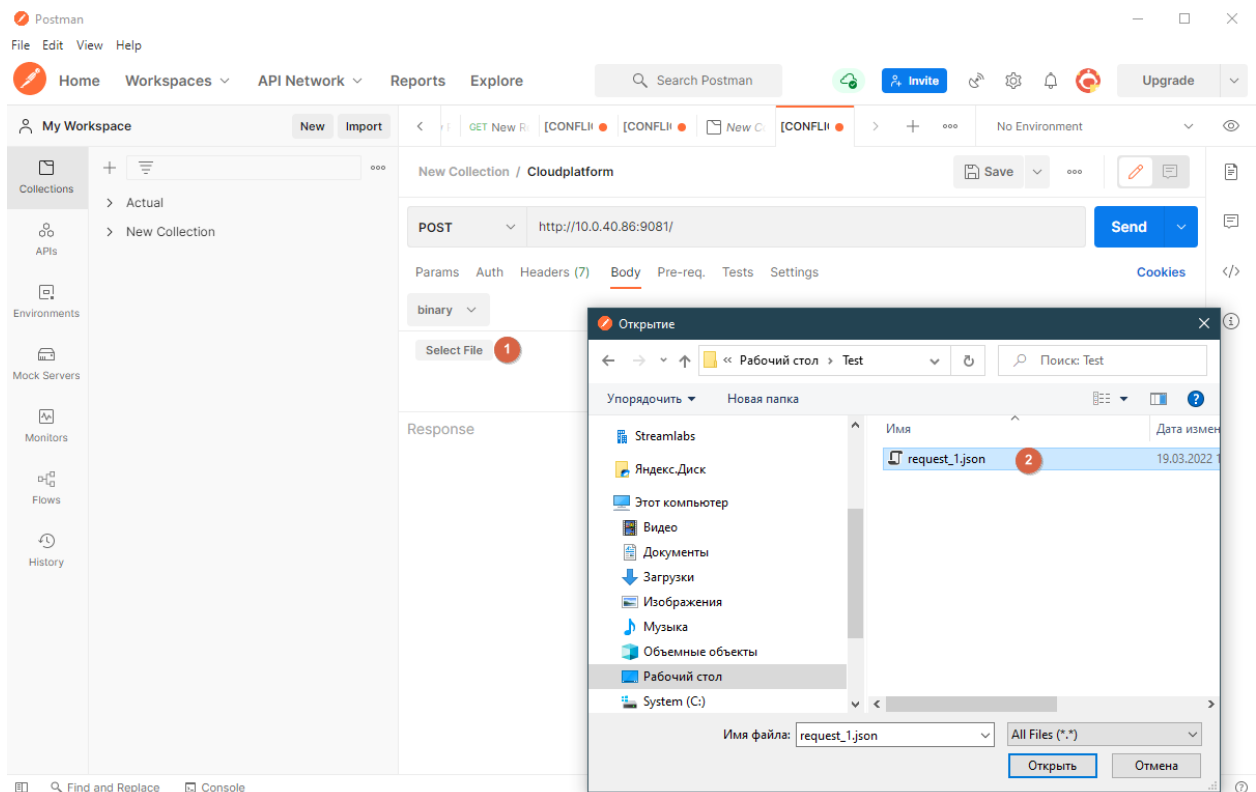 Postman
File Edit View Help
Home Workspaces API Network Reports Explore Search Postman Invite Upgrade
My Workspace New Import GET New R [CONFLI [CONFLI New C [CONFLI No Environment
Collections
APIs
Environments
Mock Servers
Monitors
Flows
History
Actual
New Collection
New Collection / Cloudplatform Save
POST http://10.0.40.86:9081/ Send
Params Auth Headers (7) Body Pre-req. Tests Settings Cookies
binary
Select File 1
Response
Открытие
« Рабочий стол › Test Поиск: Test
Упорядочить Новая папка
Streamlabs
Яндекс.Диск
Этот компьютер
Видео
Документы
Загрузки
Изображения
Музыка
Объемные объекты
Рабочий стол
System (C:)
Имя Дата измен
request_1.json 2 19.03.2022 1
Имя файла: request_1.json All Files (*.*)
Открыть Отмена
Find and Replace Console